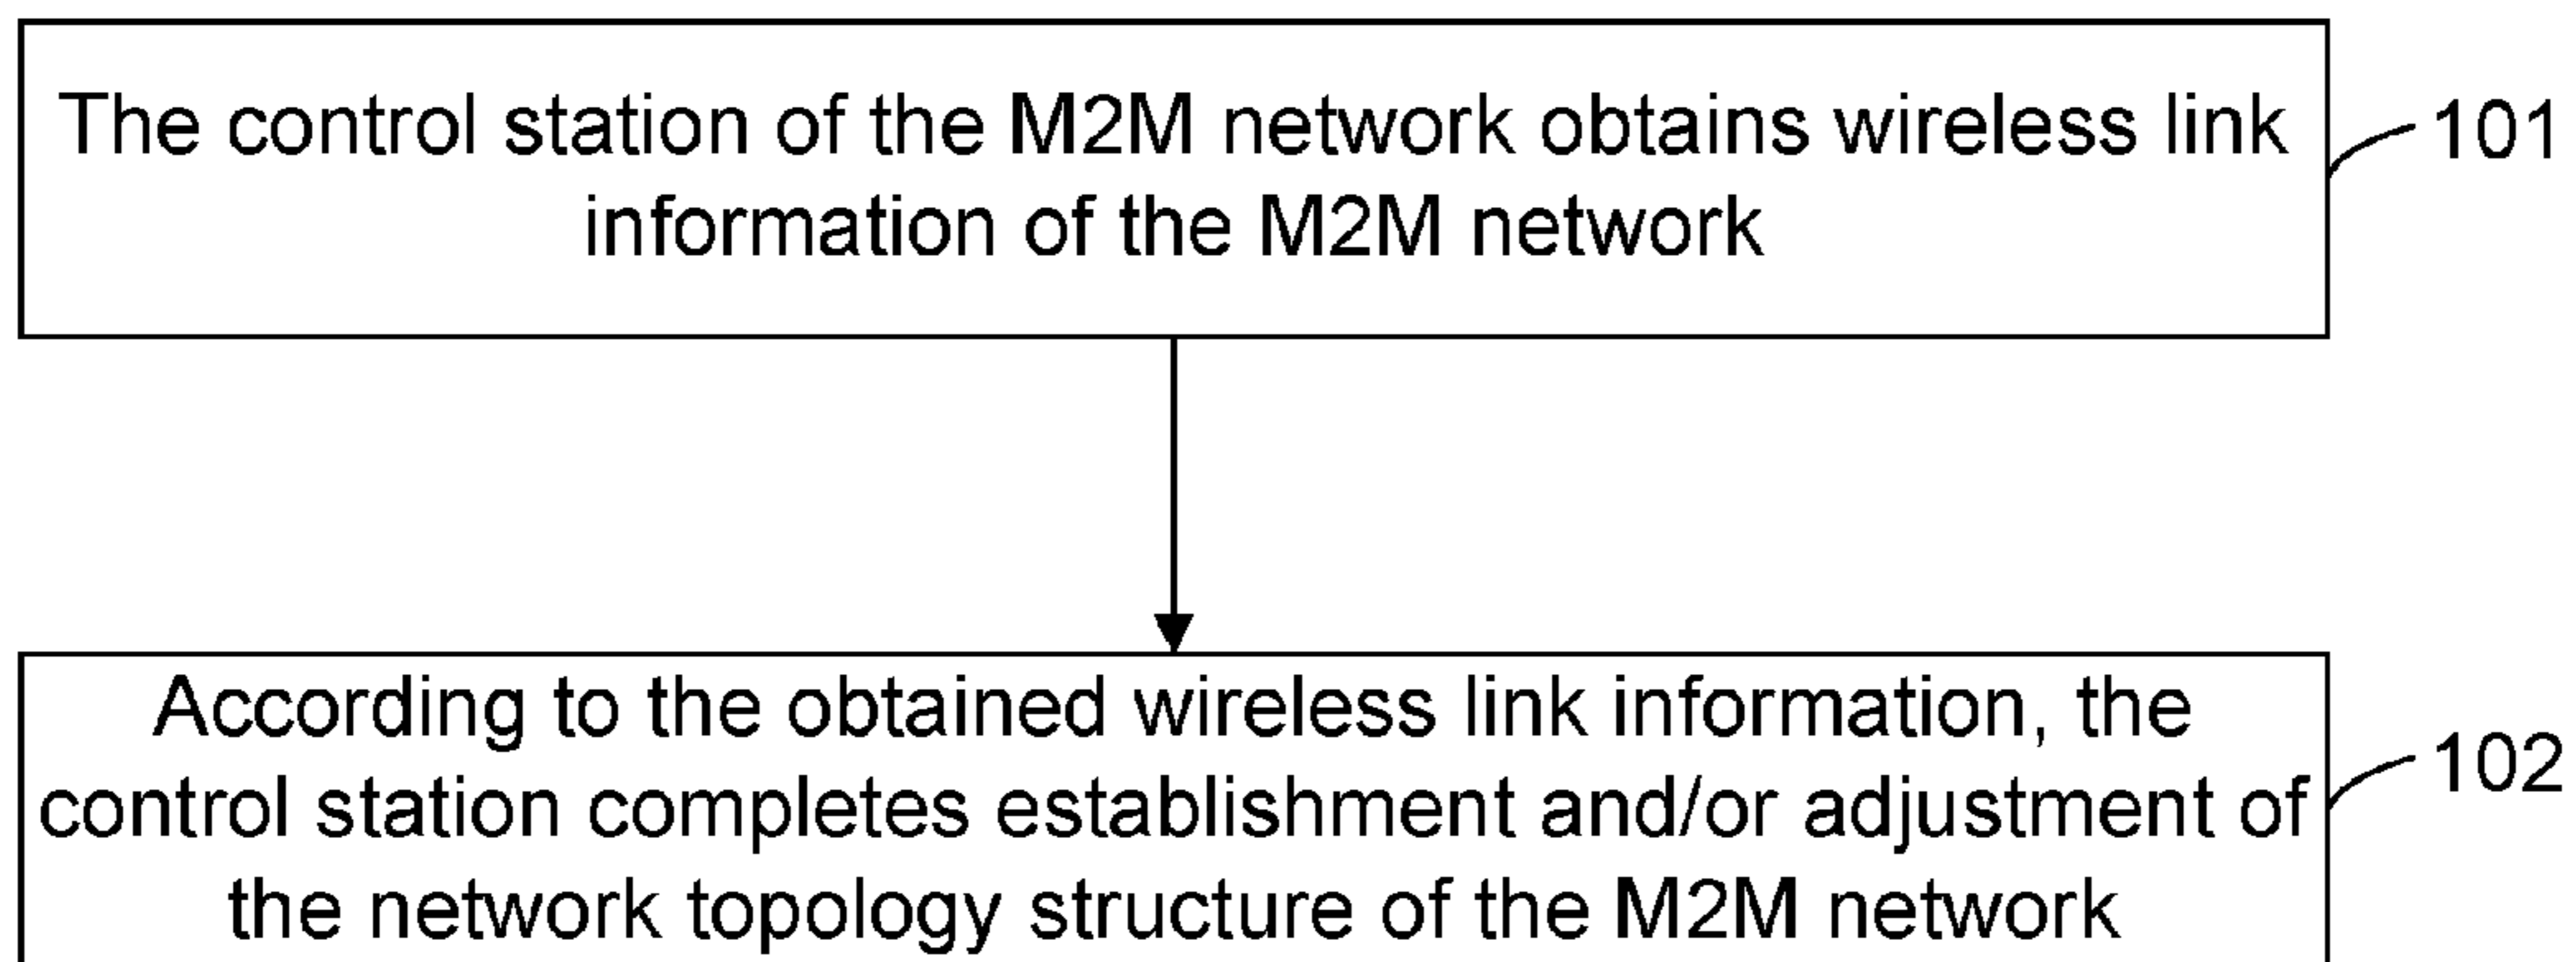 The control station of the M2M network obtains wireless link
information of the M2M network
101
According to the obtained wireless link information, the
control station completes establishment and/or adjustment of
the network topology structure of the M2M network
102